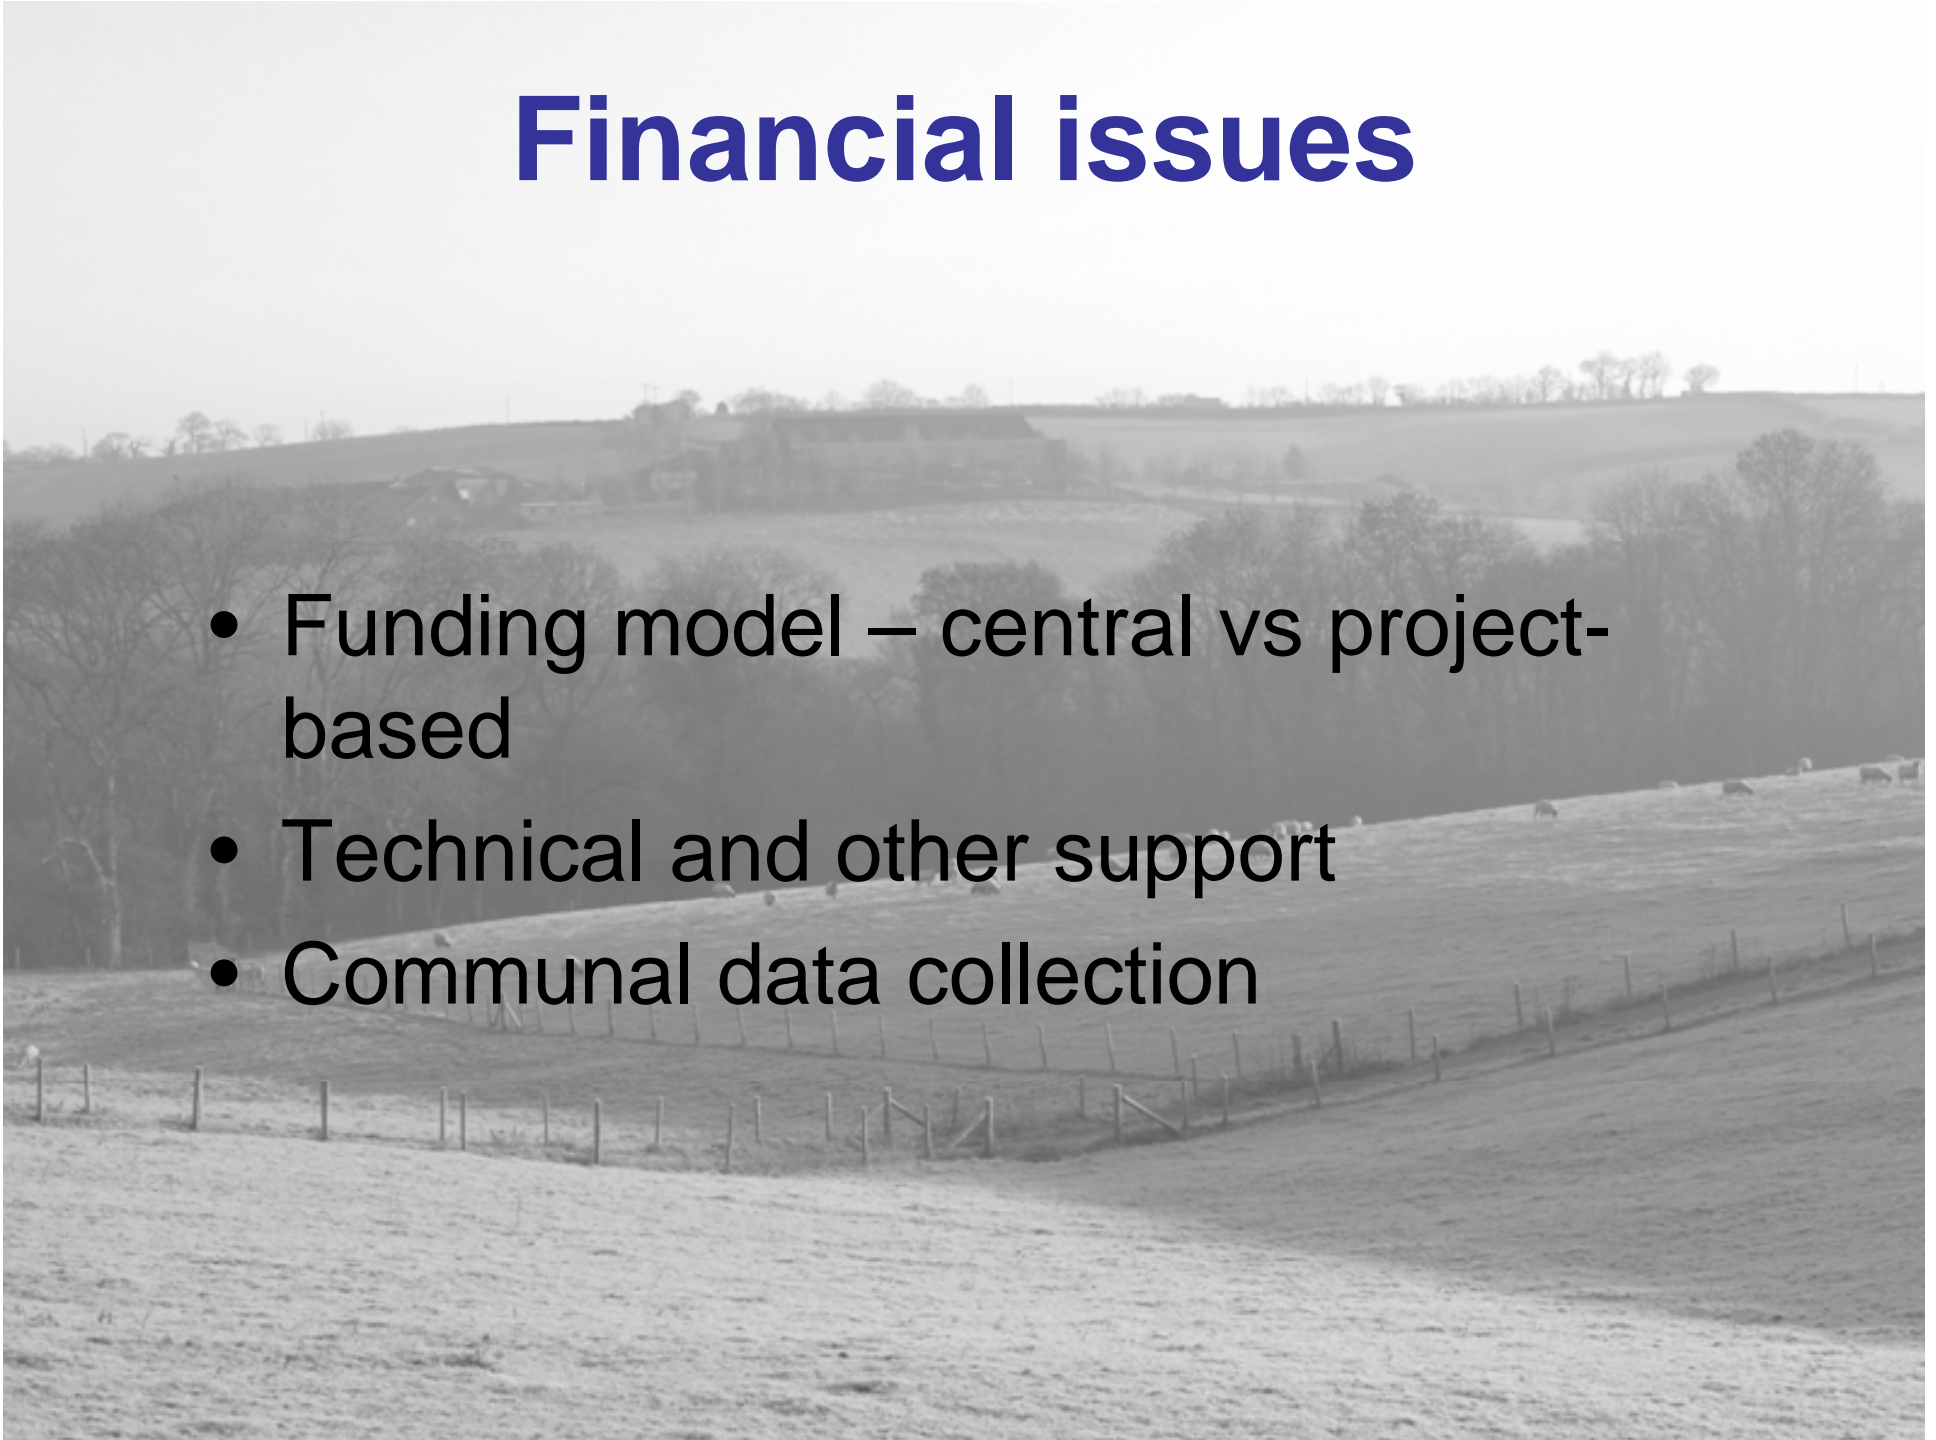 Financial issues
• Funding model – central vs project-
based
• Technical and other support
• Communal data collection